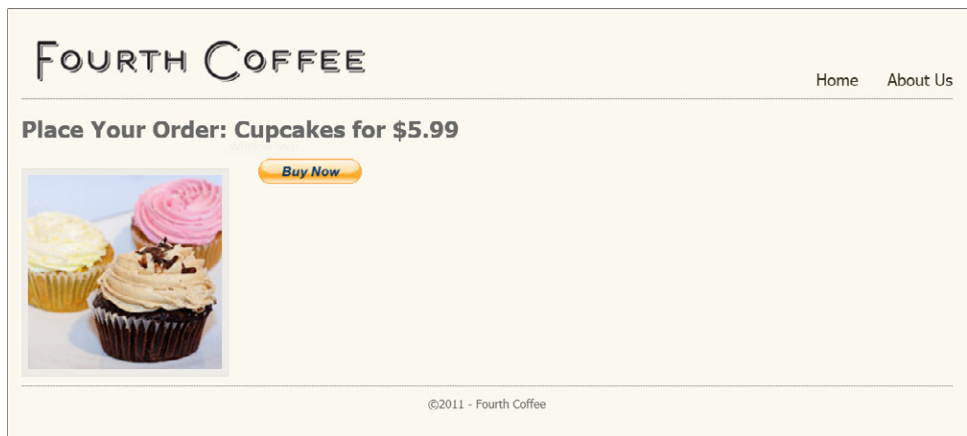 FOURTH COFFEE
Home About Us
Place Your Order: Cupcakes for $5.99
Buy Now
©2011 - Fourth Coffee